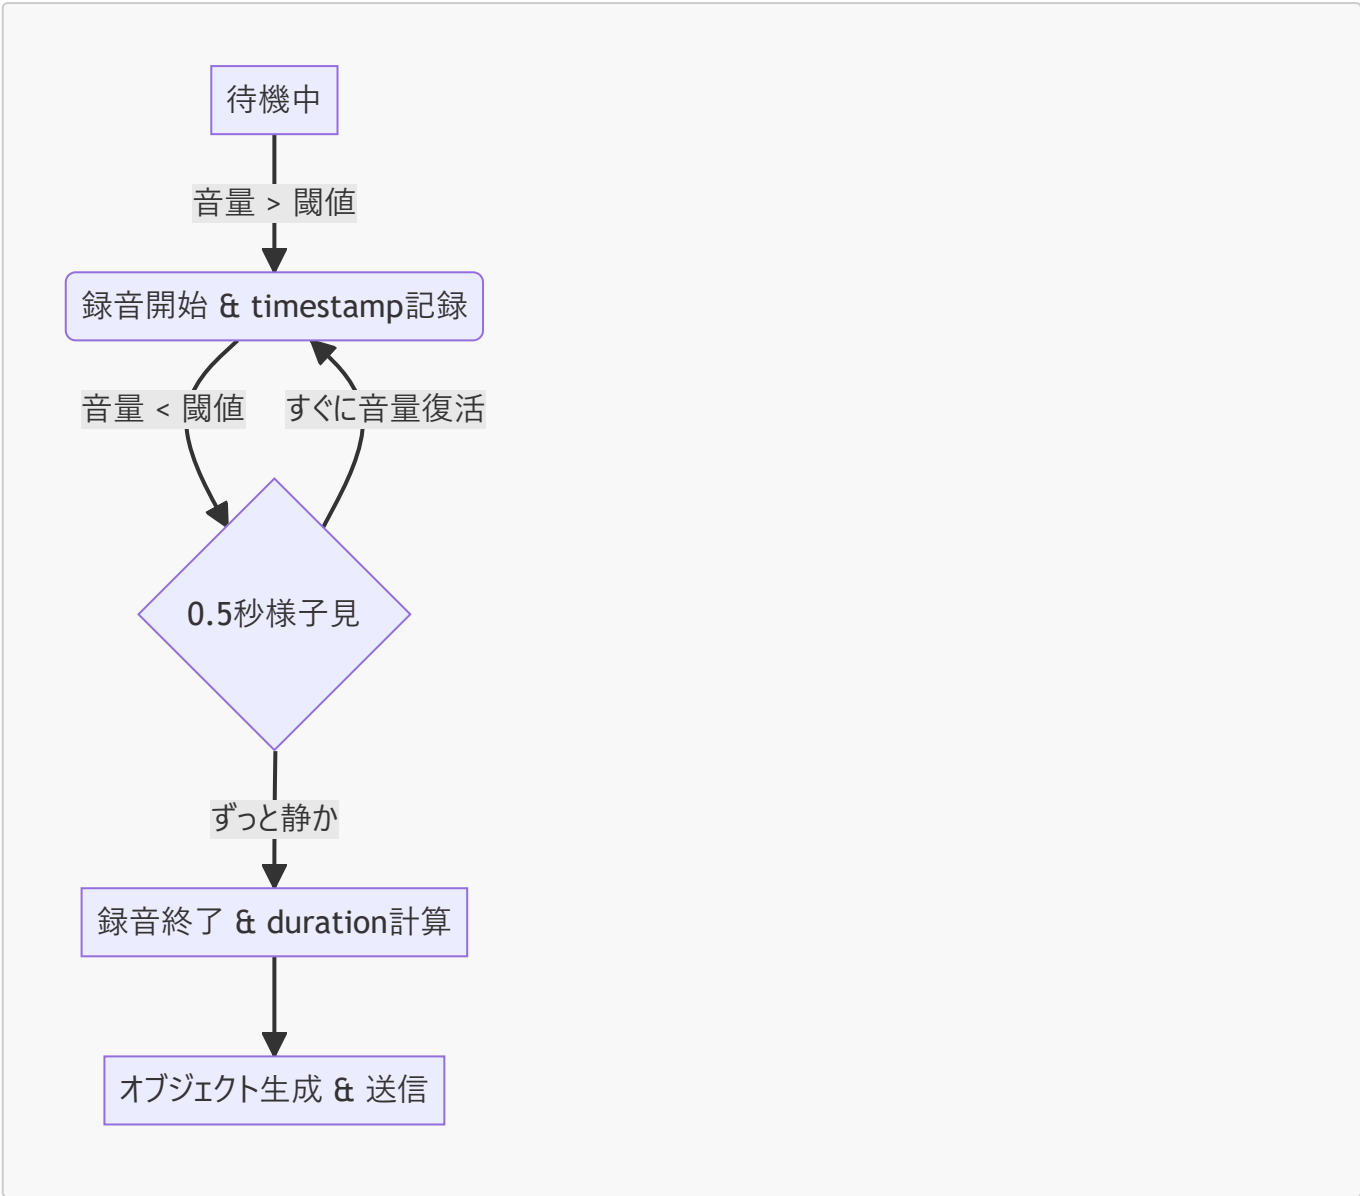 待機中
音量 > 閾値
録音開始 & timestamp記録
音量 < 閾値
すぐに音量復活
0.5秒様子見
ずっと静か
録音終了 & duration計算
オブジェクト生成 & 送信